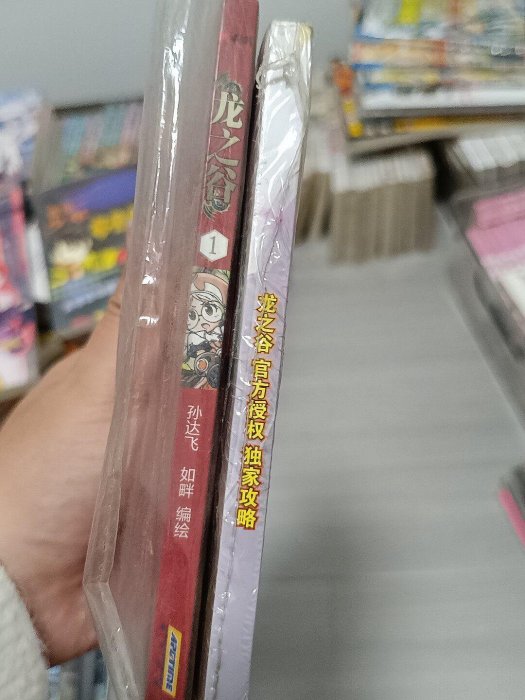 龙之谷
1
孙达飞 如畔 编绘
龙之谷 官方授权 独家攻略